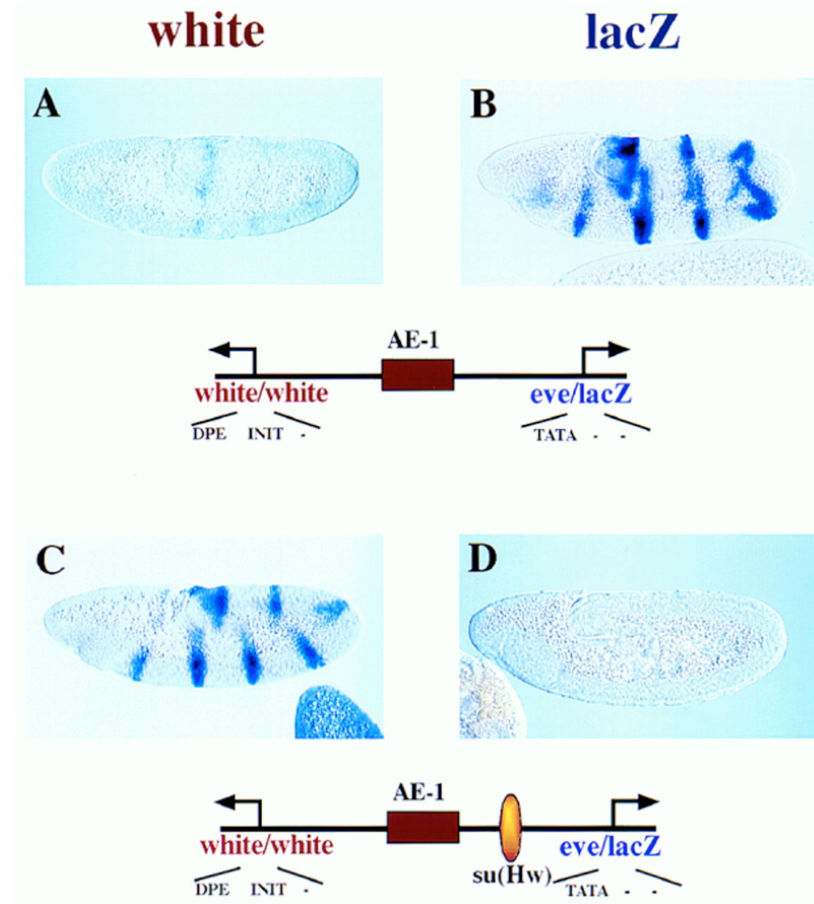 white lacZ
A B
AE-1
white/white eve/lacZ
DPE INIT - TATA - -
C D
AE-1
white/white su(Hw) eve/lacZ
DPE INIT - TATA - -